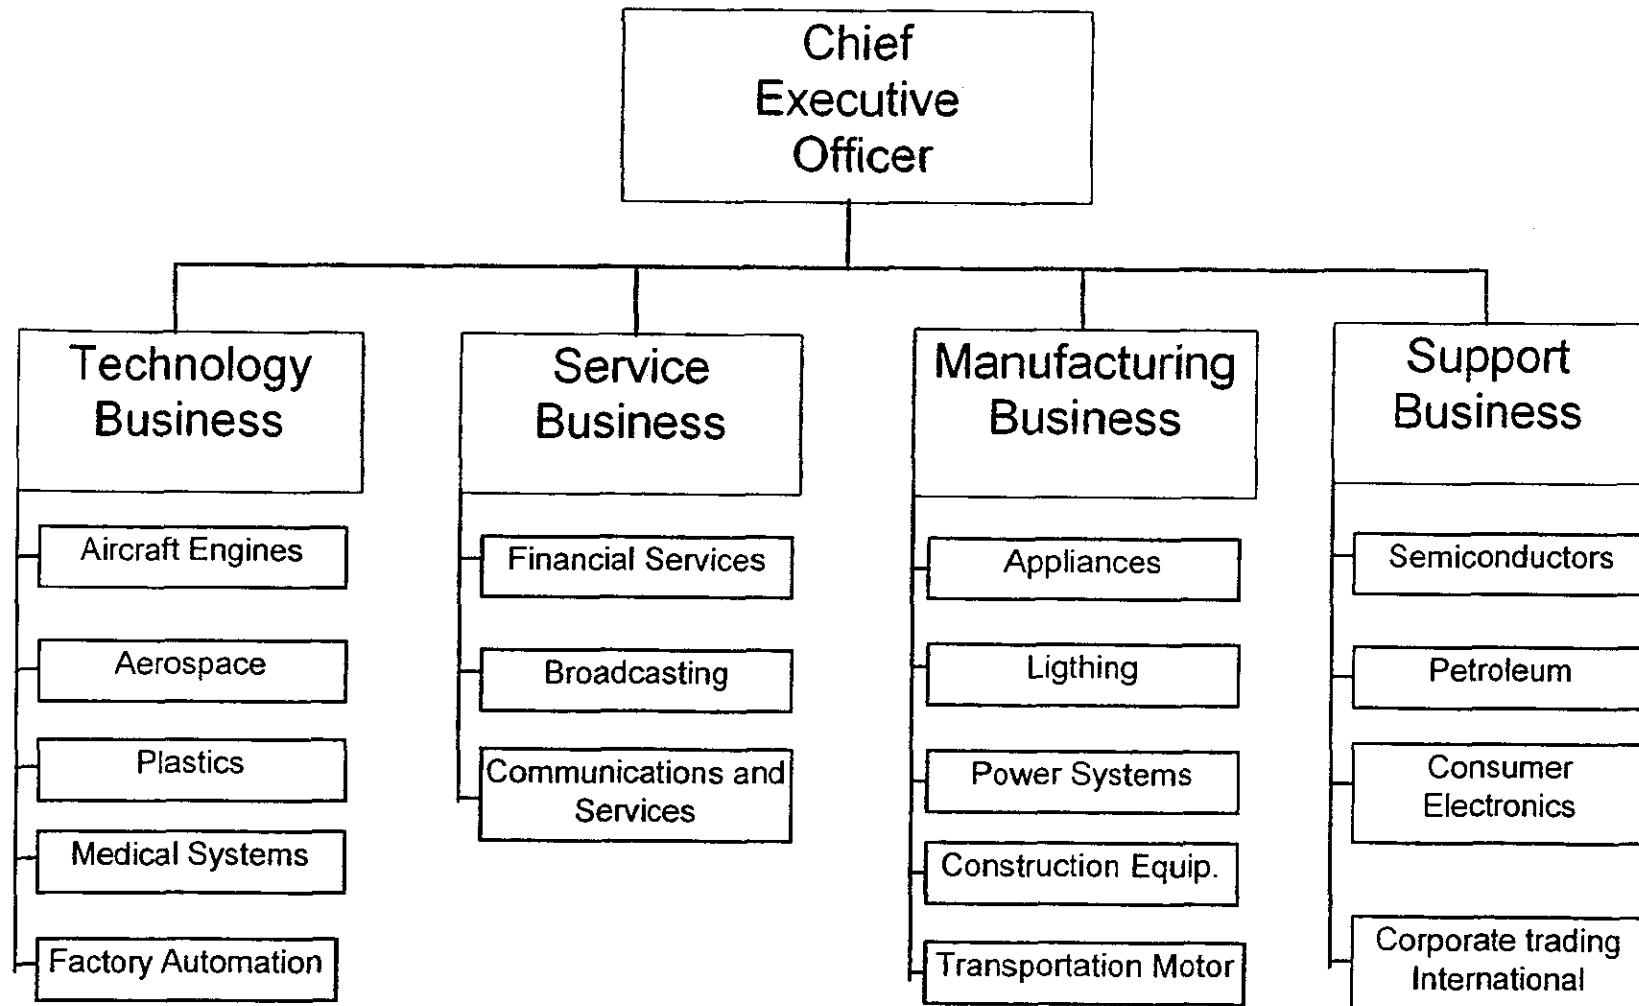 Chief
Executive
Officer
Technology
Business
Aircraft Engines
Aerospace
Plastics
Medical Systems
Factory Automation
Service
Business
Financial Services
Broadcasting
Communications and
Services
Manufacturing
Business
Appliances
Ligthing
Power Systems
Construction Equip.
Transportation Motor
Support
Business
Semiconductors
Petroleum
Consumer
Electronics
Corporate trading
International